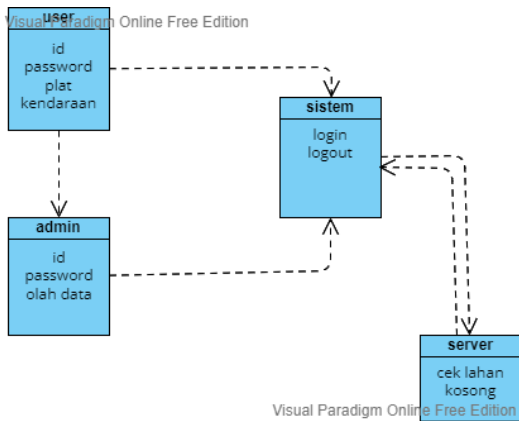 Visual Paradigm Online Free Edition
user
id
password
plat
kendaraan
sistem
login
logout
admin
id
password
olah data
server
cek lahan
kosong
Visual Paradigm Online Free Edition